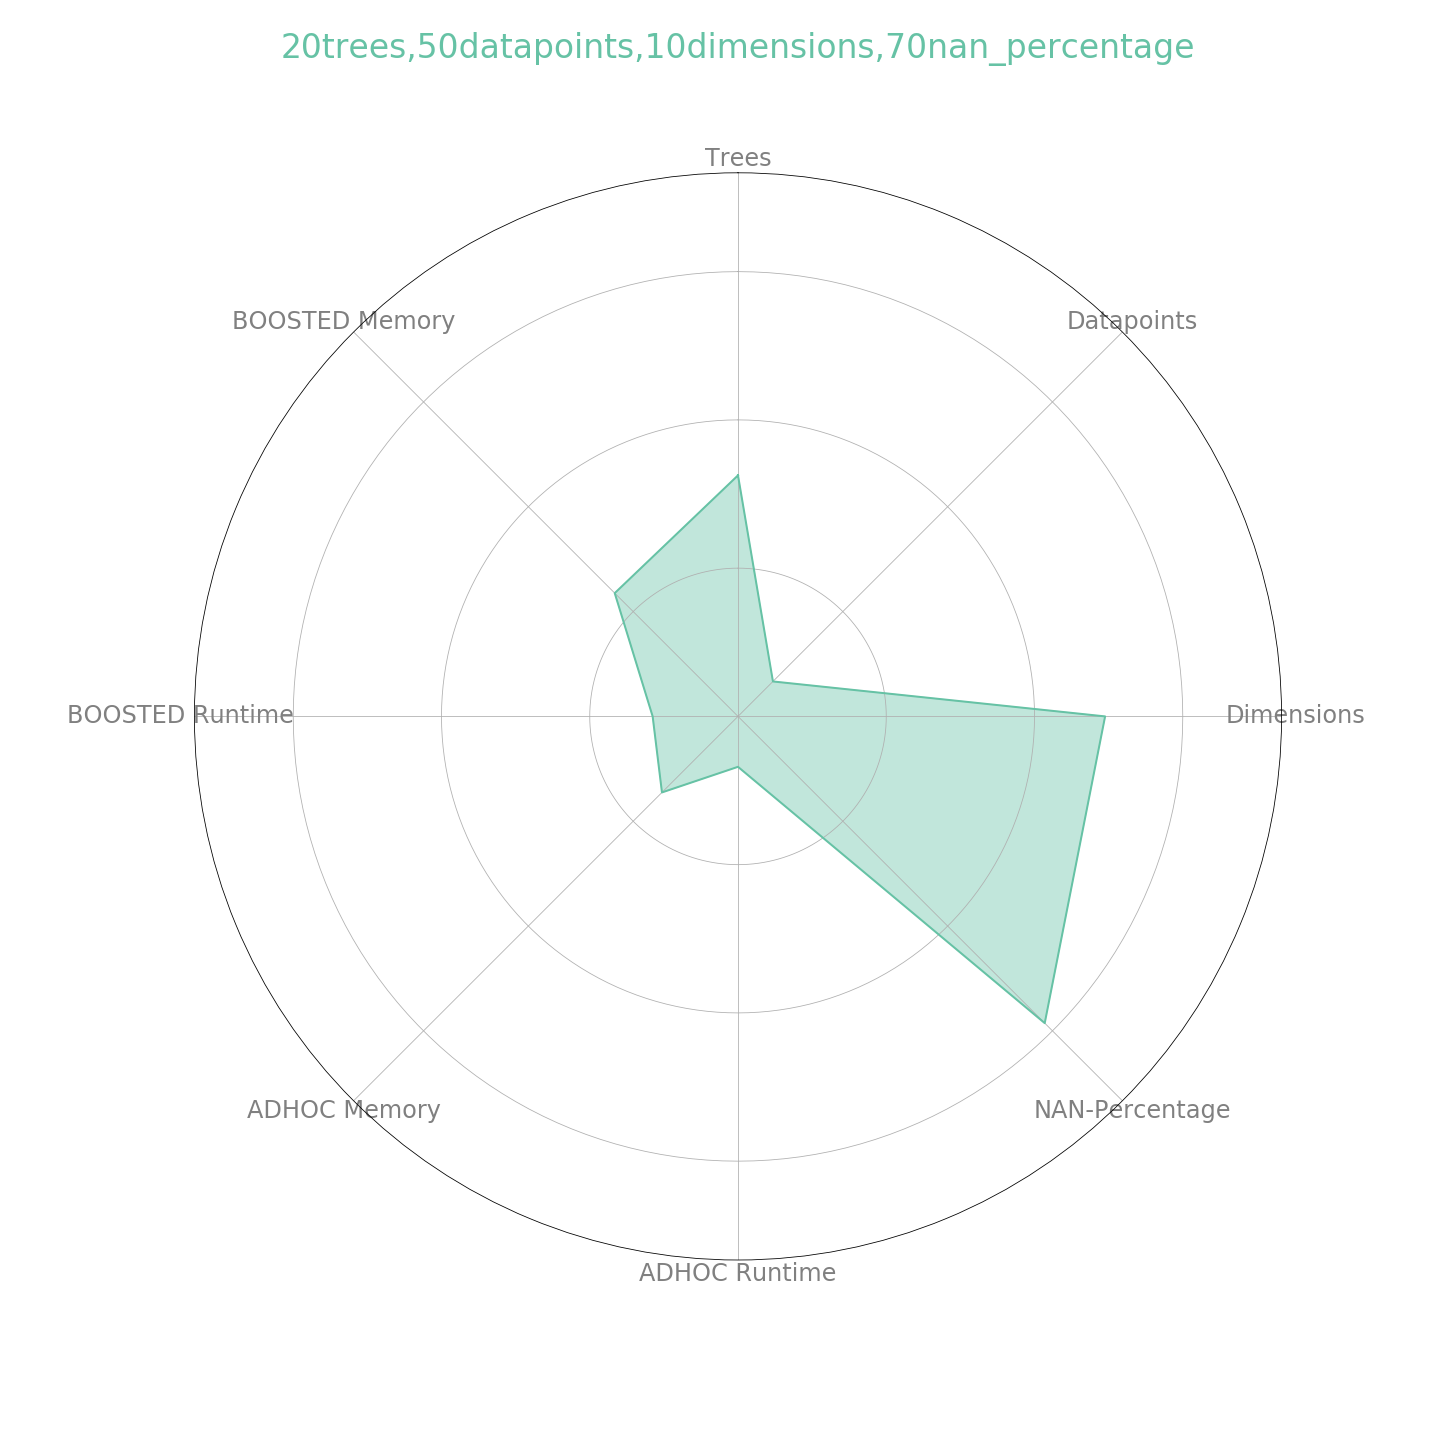 20trees,50datapoints,10dimensions,70nan_percentage
Trees
BOOSTED Memory
Datapoints
BOOSTED Runtime
Dimensions
ADHOC Memory
NAN-Percentage
ADHOC Runtime